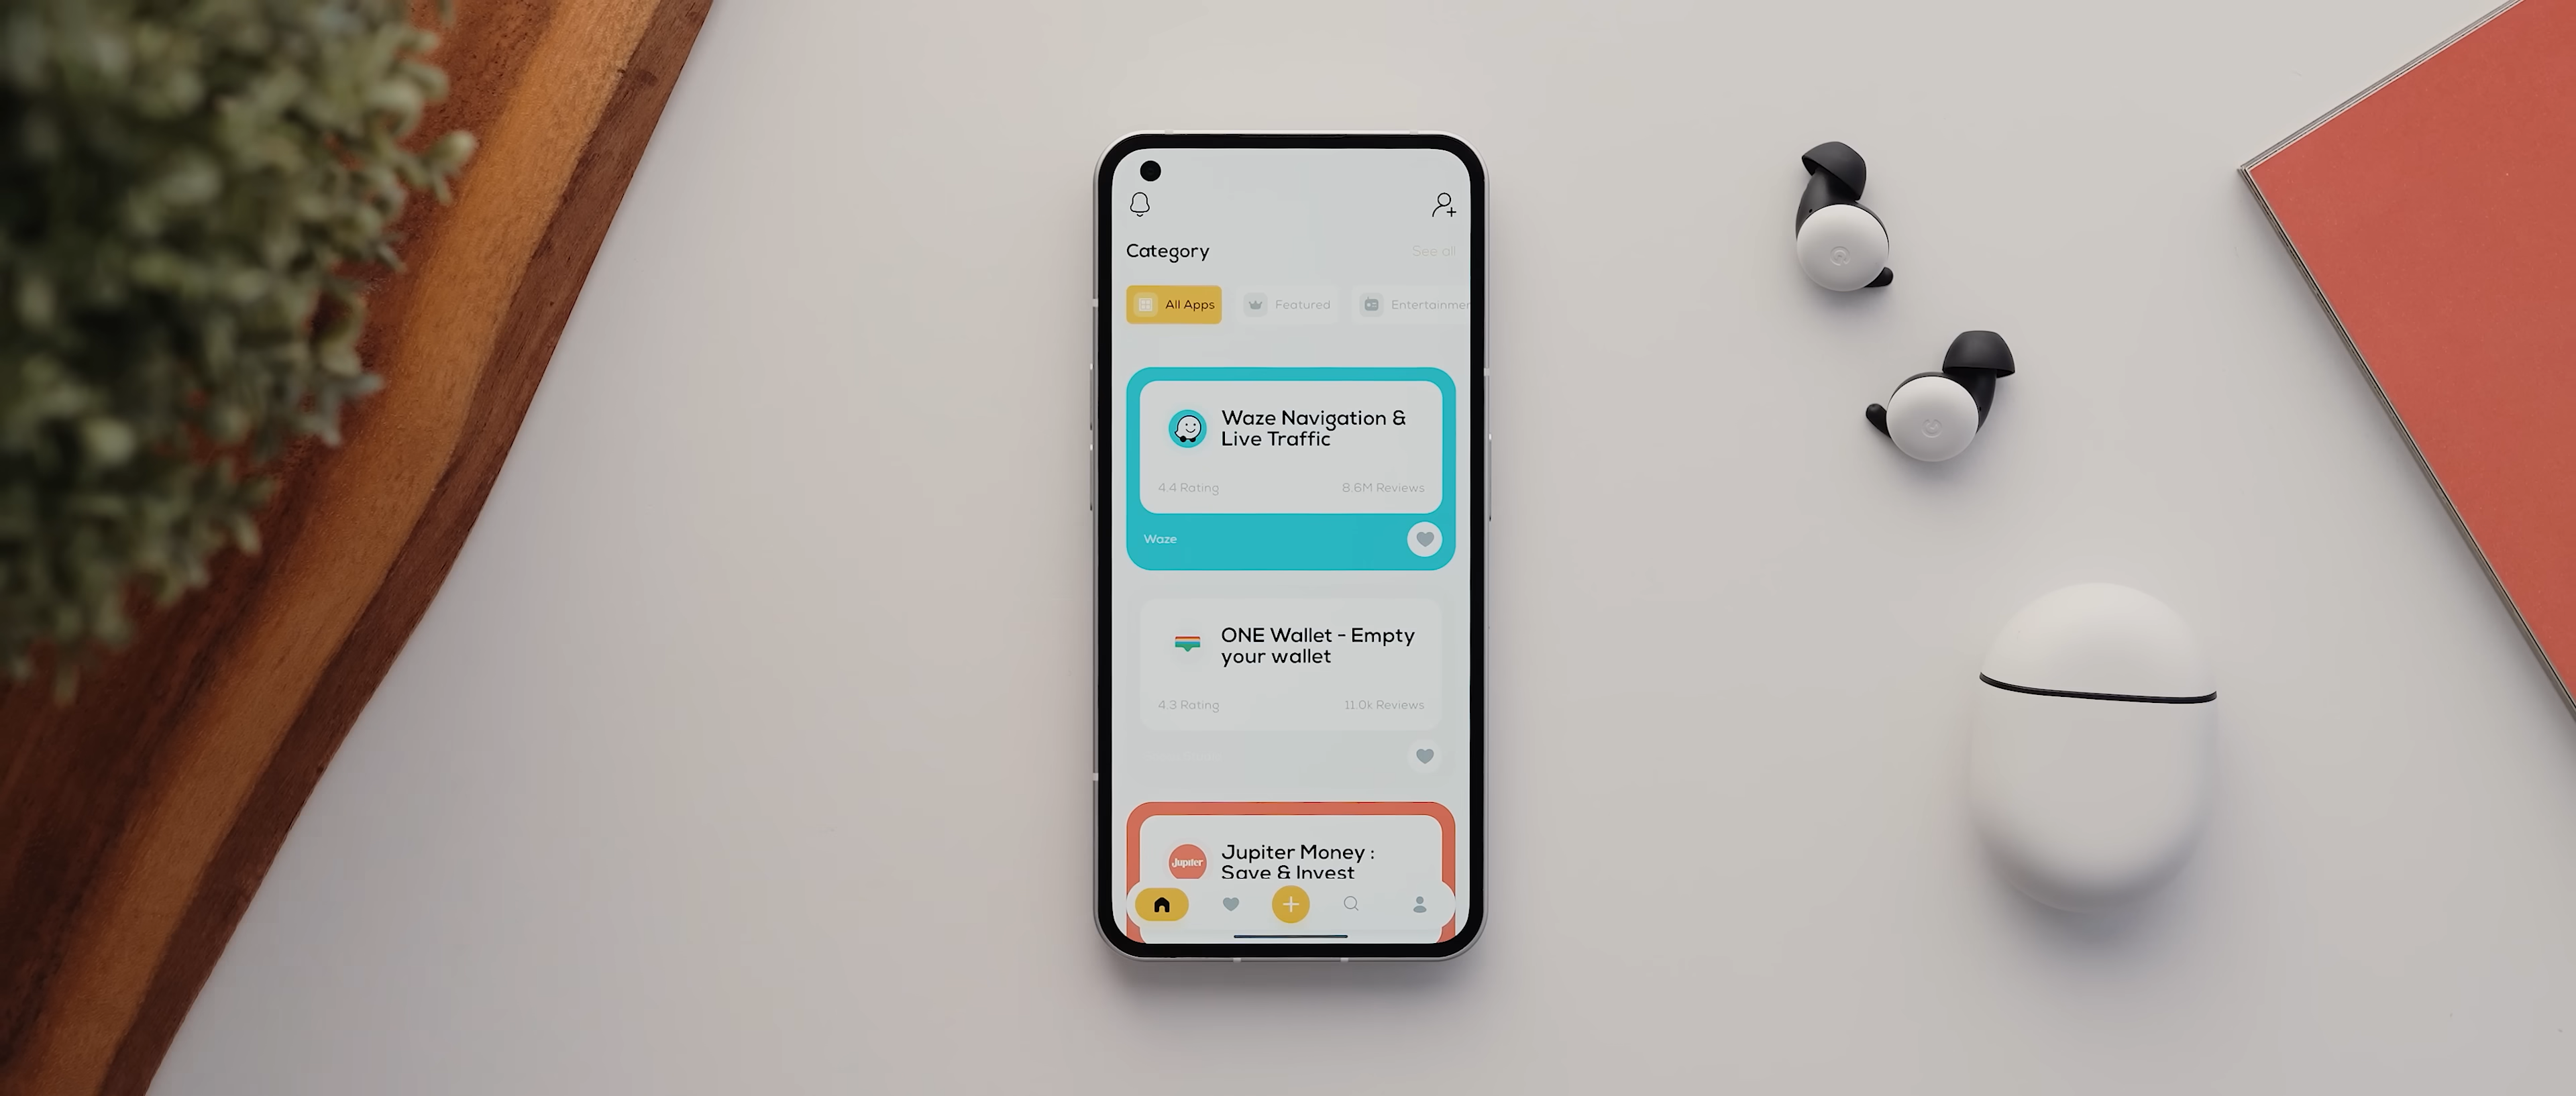 Category
See all
All Apps
Featured
Entertainmen
Waze Navigation &
Live Traffic
4.4 Rating
8.6M Reviews
Waze
ONE Wallet - Empty
your wallet
4.3 Rating
11.0k Reviews
Jupiter
Jupiter Money :
Save & Invest